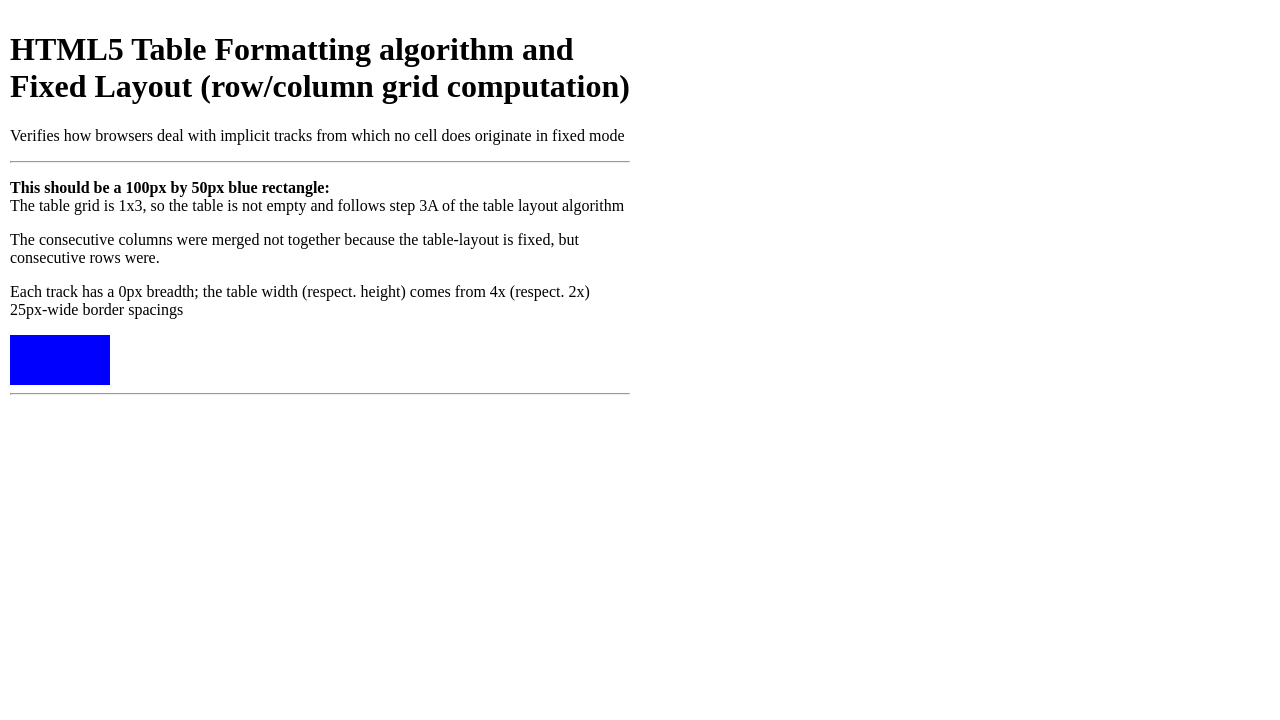 HTML5 Table Formatting algorithm and
Fixed Layout (row/column grid computation)
Verifies how browsers deal with implicit tracks from which no cell does originate in fixed mode
This should be a 100px by 50px blue rectangle:
The table grid is 1x3, so the table is not empty and follows step 3A of the table layout algorithm
The consecutive columns were merged not together because the table-layout is fixed, but
consecutive rows were.
Each track has a 0px breadth; the table width (respect. height) comes from 4x (respect. 2x)
25px-wide border spacings